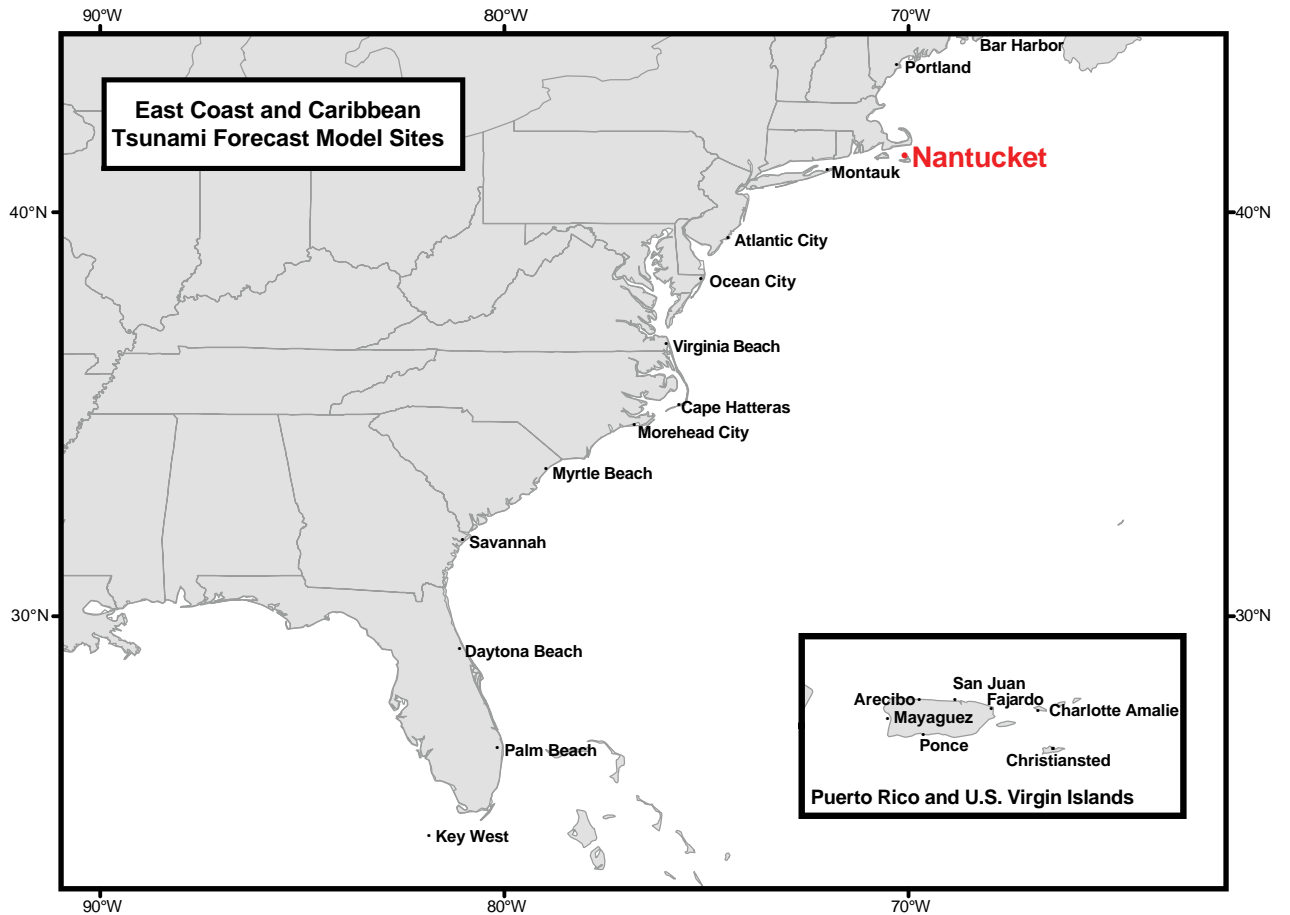 90°W
80°W
70°W
Bar Harbor
Portland
East Coast and Caribbean
Tsunami Forecast Model Sites
Nantucket
Montauk
40°N
40°N
Atlantic City
Ocean City
Virginia Beach
Cape Hatteras
Morehead City
Myrtle Beach
Savannah
30°N
30°N
Daytona Beach
San Juan
Arecibo
Fajardo
Charlotte Amalie
Mayaguez
Ponce
Palm Beach
Christiansted
Puerto Rico and U.S. Virgin Islands
Key West
90°W
80°W
70°W